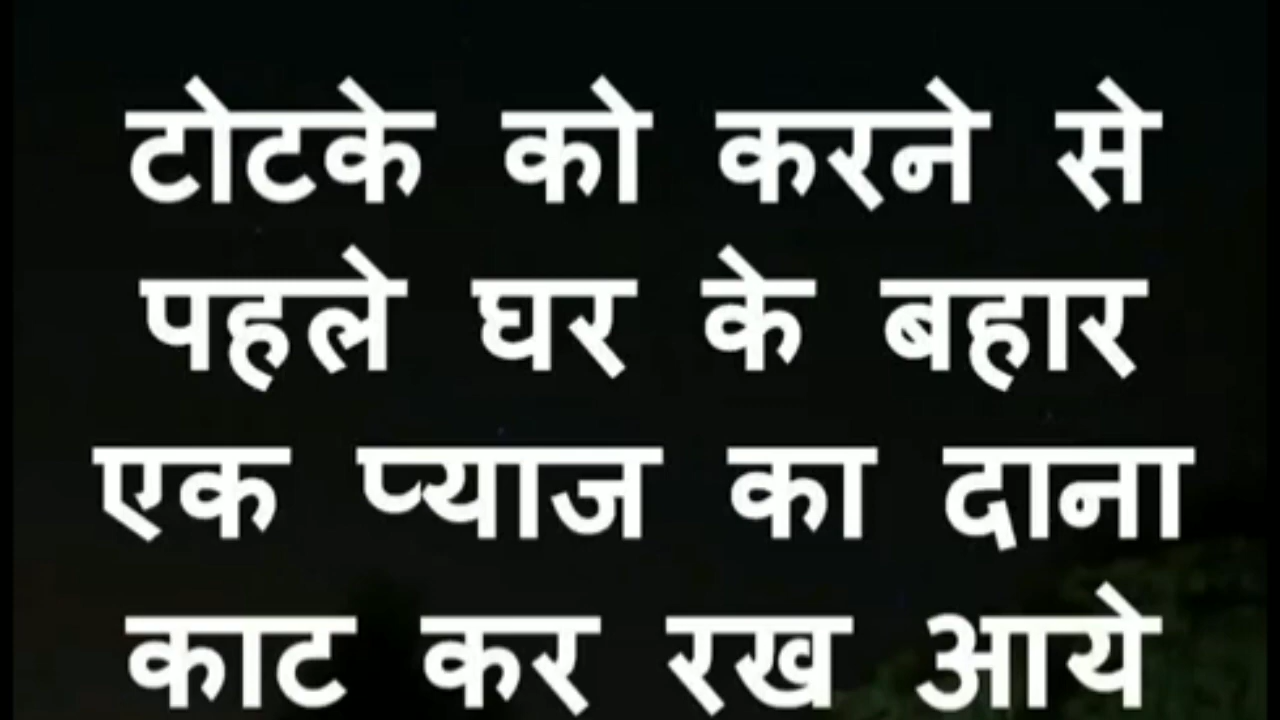 टोटके को करने से
पहले घर के बहार
एक प्याज का दाना
काट कर रख आये